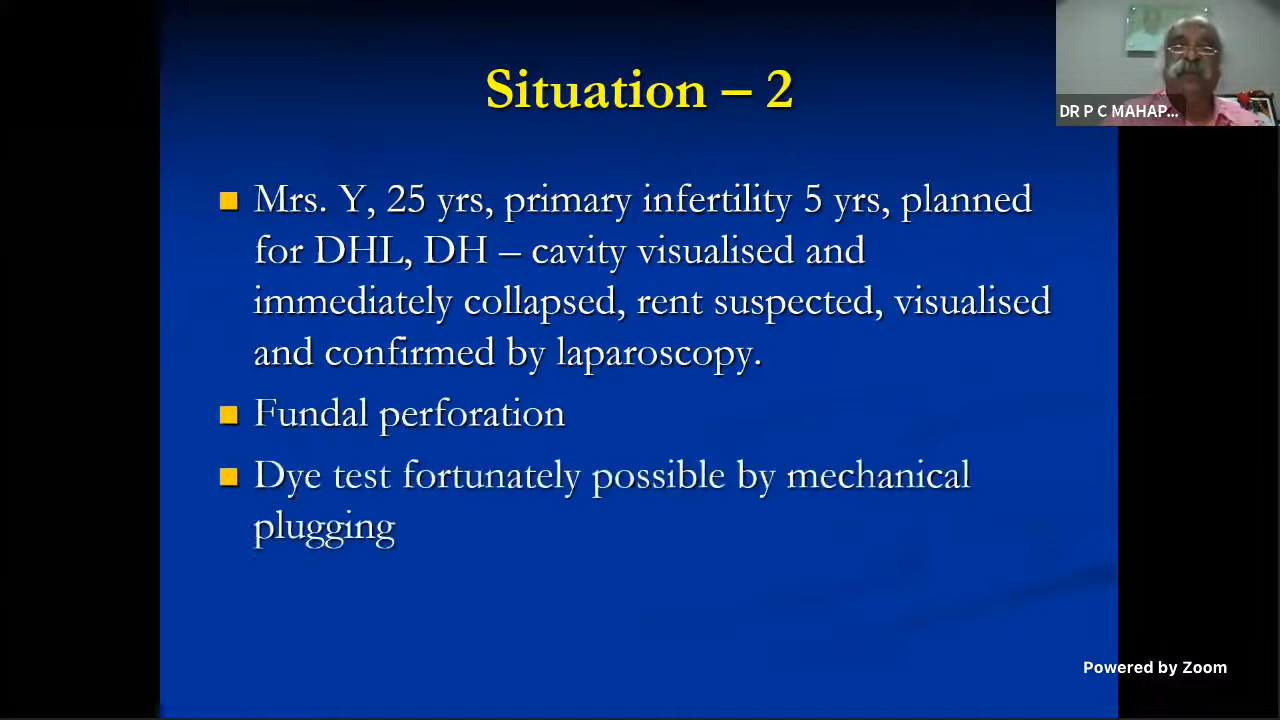 Situation – 2
DR P C MAHAP...
Mrs. Y, 25 yrs, primary infertility 5 yrs, planned
for DHL, DH – cavity visualised and
immediately collapsed, rent suspected, visualised
and confirmed by laparoscopy.
Fundal perforation
Dye test fortunately possible by mechanical
plugging
Powered by Zoom